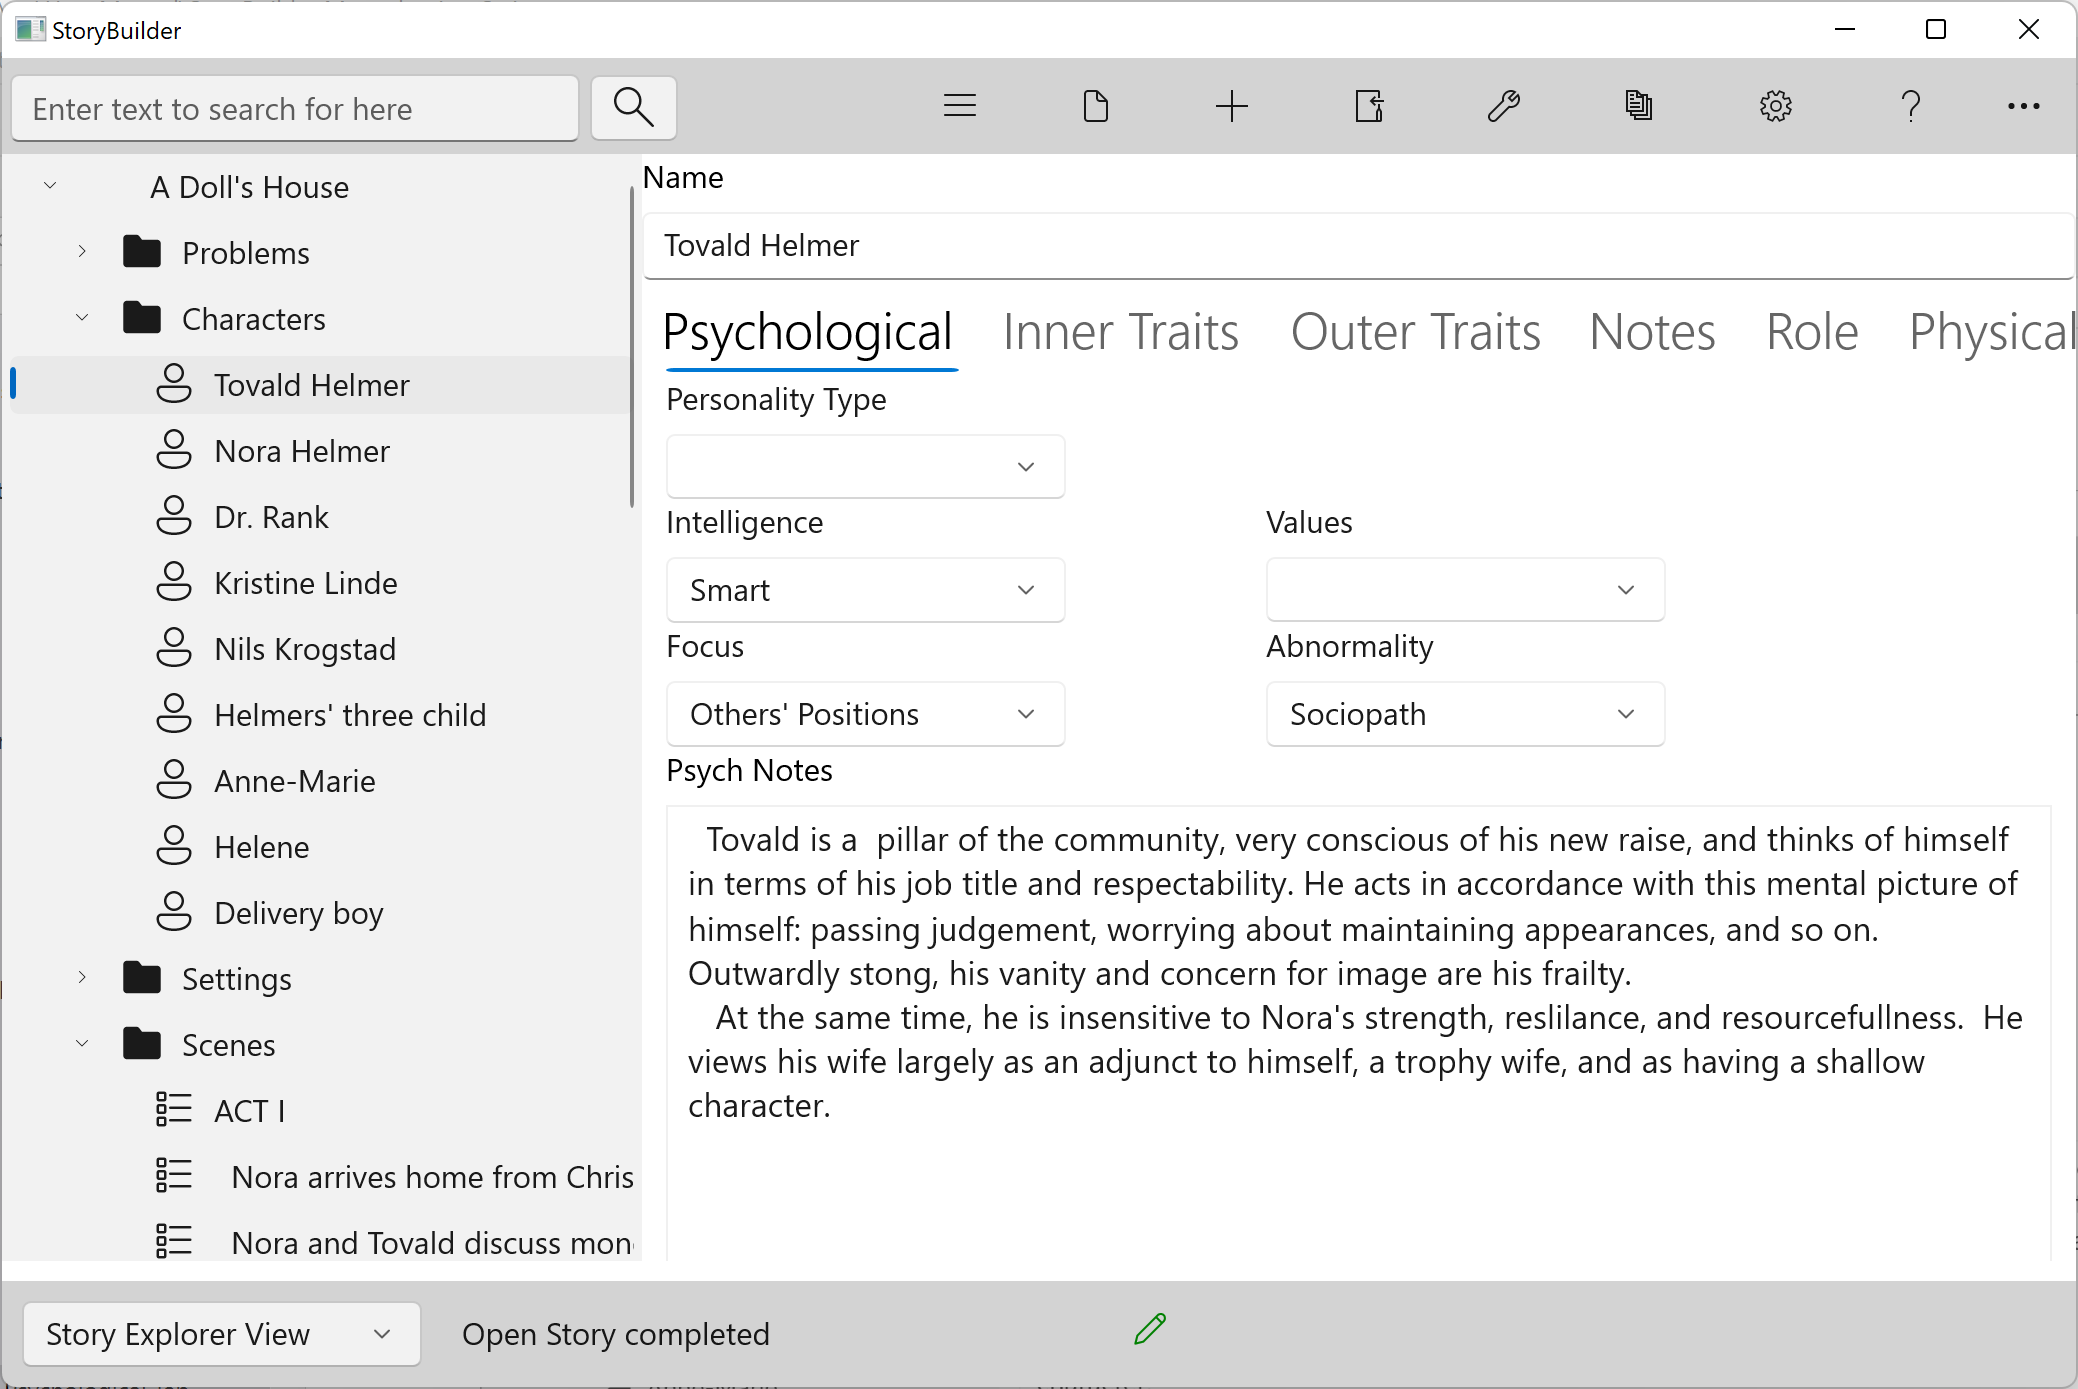 StoryBuilder
Enter text to search for here
A Doll's House
Problems
Characters
Tovald Helmer
Nora Helmer
Dr. Rank
Kristine Linde
Nils Krogstad
Helmers' three child
Anne-Marie
Helene
Delivery boy
Settings
Scenes
ACT I
Nora arrives home from Chris
Nora and Tovald discuss mon
Name
Tovald Helmer
Psychological Inner Traits Outer Traits Notes Role Physical
Personality Type
Intelligence Values
Smart
Focus Abnormality
Others' Positions Sociopath
Psych Notes
Tovald is a  pillar of the community, very conscious of his new raise, and thinks of himself
in terms of his job title and respectability. He acts in accordance with this mental picture of
himself: passing judgement, worrying about maintaining appearances, and so on.
Outwardly stong, his vanity and concern for image are his frailty.
At the same time, he is insensitive to Nora's strength, reslilance, and resourcefullness.  He
views his wife largely as an adjunct to himself, a trophy wife, and as having a shallow
character.
Story Explorer View
Open Story completed